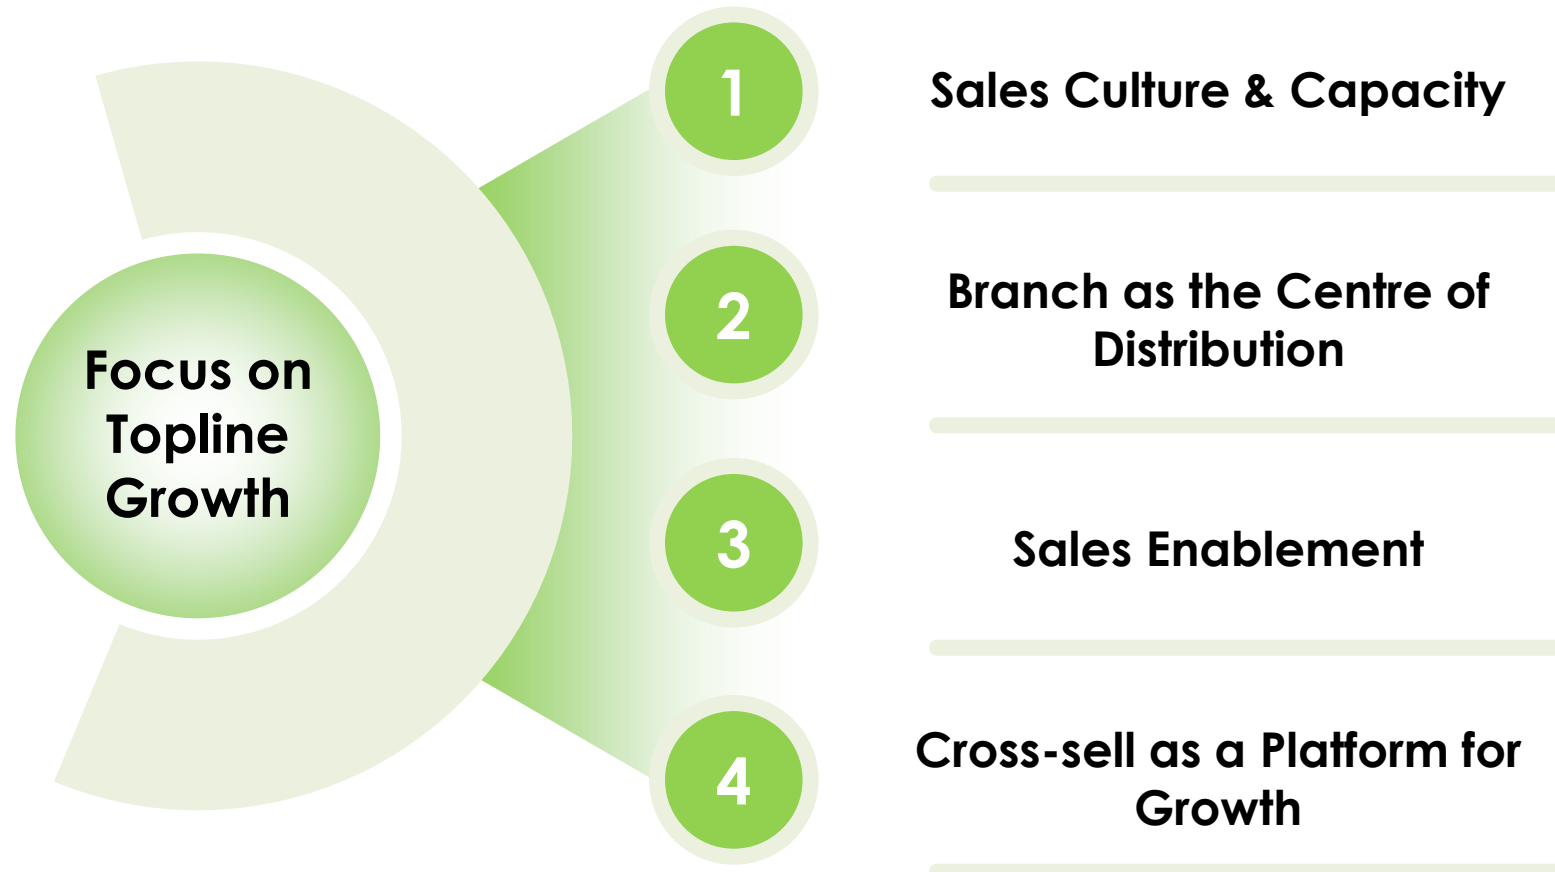 Focus on
Topline
Growth
1
Sales Culture & Capacity
2
Branch as the Centre of
Distribution
3
Sales Enablement
4
Cross-sell as a Platform for
Growth